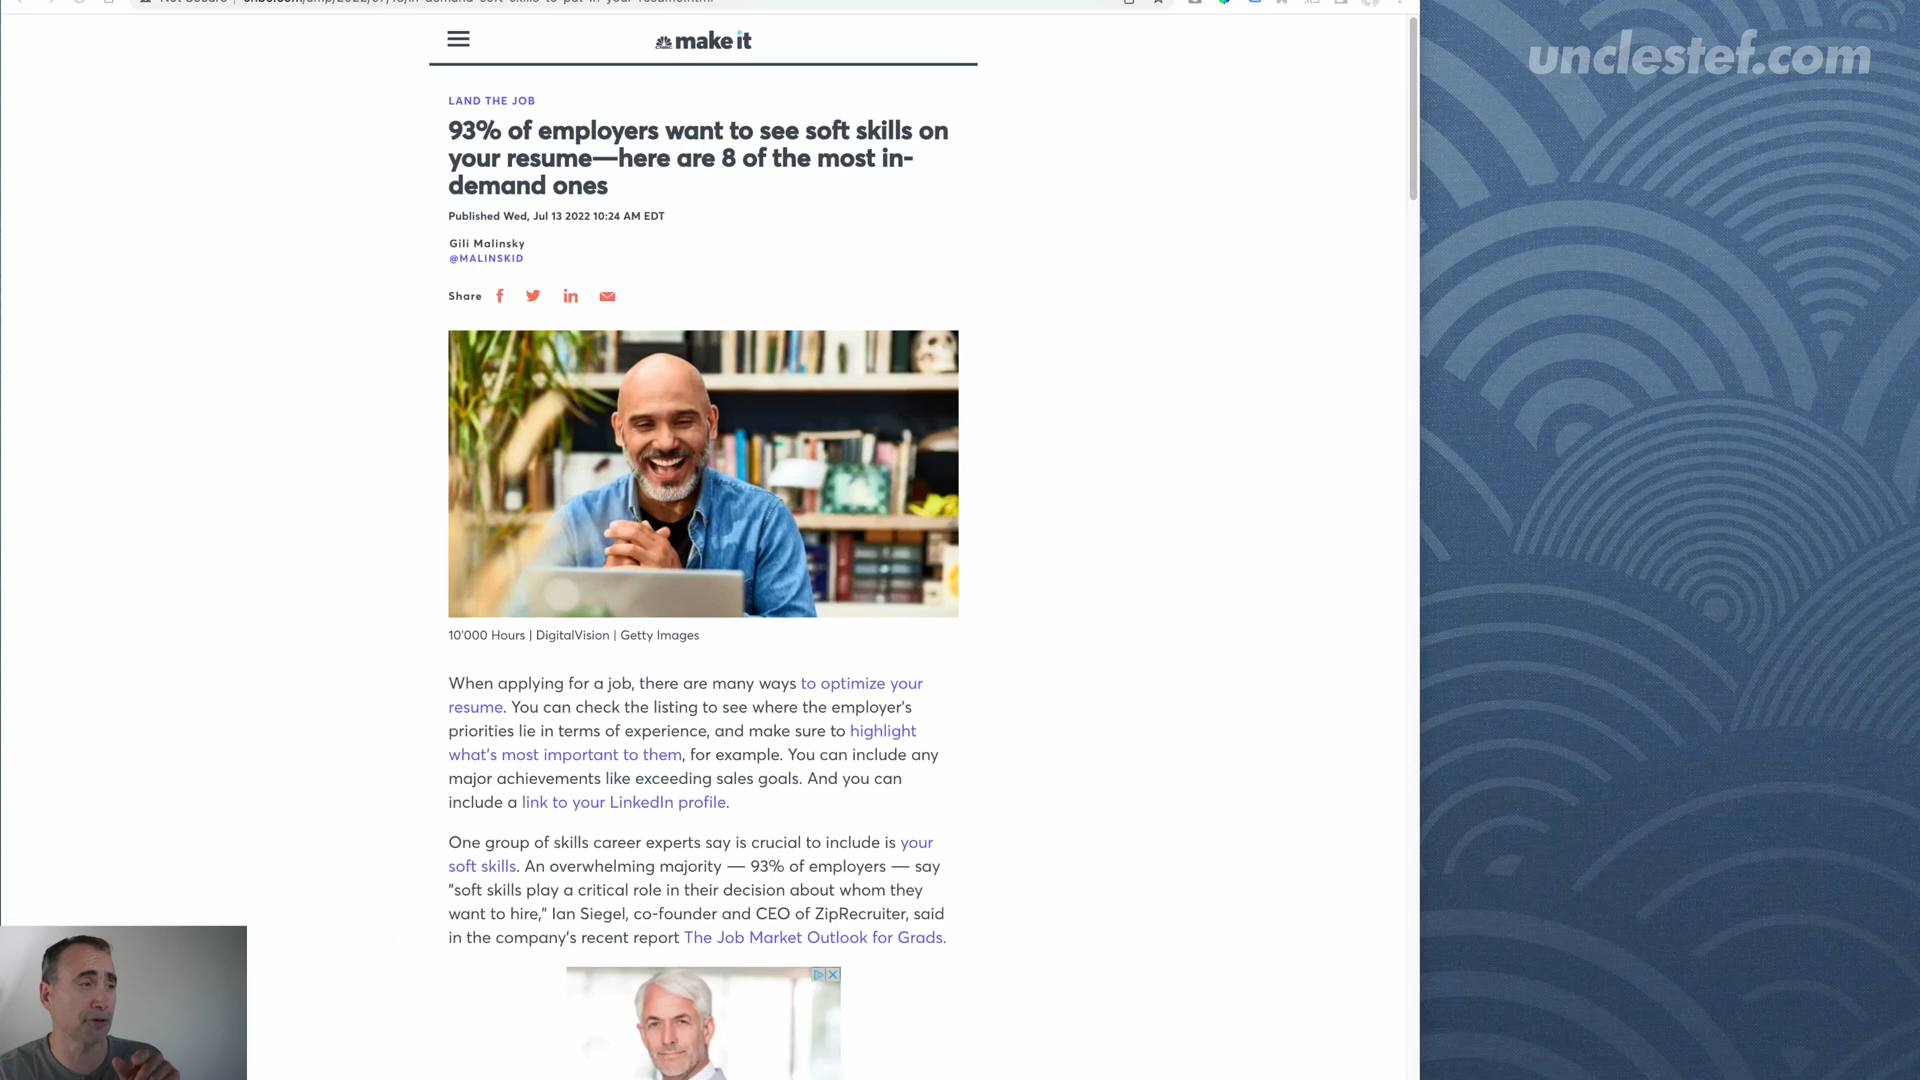 unclestef.com
make it
LAND THE JOB
93% of employers want to see soft skills on
your resume—here are 8 of the most in-
demand ones
Published Wed, Jul 13 2022 10:24 AM EDT
Gili Malinsky
@MALINSKID
Share
10'000 Hours | DigitalVision | Getty Images
When applying for a job, there are many ways to optimize your
resume. You can check the listing to see where the employer's
priorities lie in terms of experience, and make sure to highlight
what's most important to them, for example. You can include any
major achievements like exceeding sales goals. And you can
include a link to your LinkedIn profile.
One group of skills career experts say is crucial to include is your
soft skills. An overwhelming majority — 93% of employers — say
"soft skills play a critical role in their decision about whom they
want to hire," Ian Siegel, co-founder and CEO of ZipRecruiter, said
in the company's recent report The Job Market Outlook for Grads.